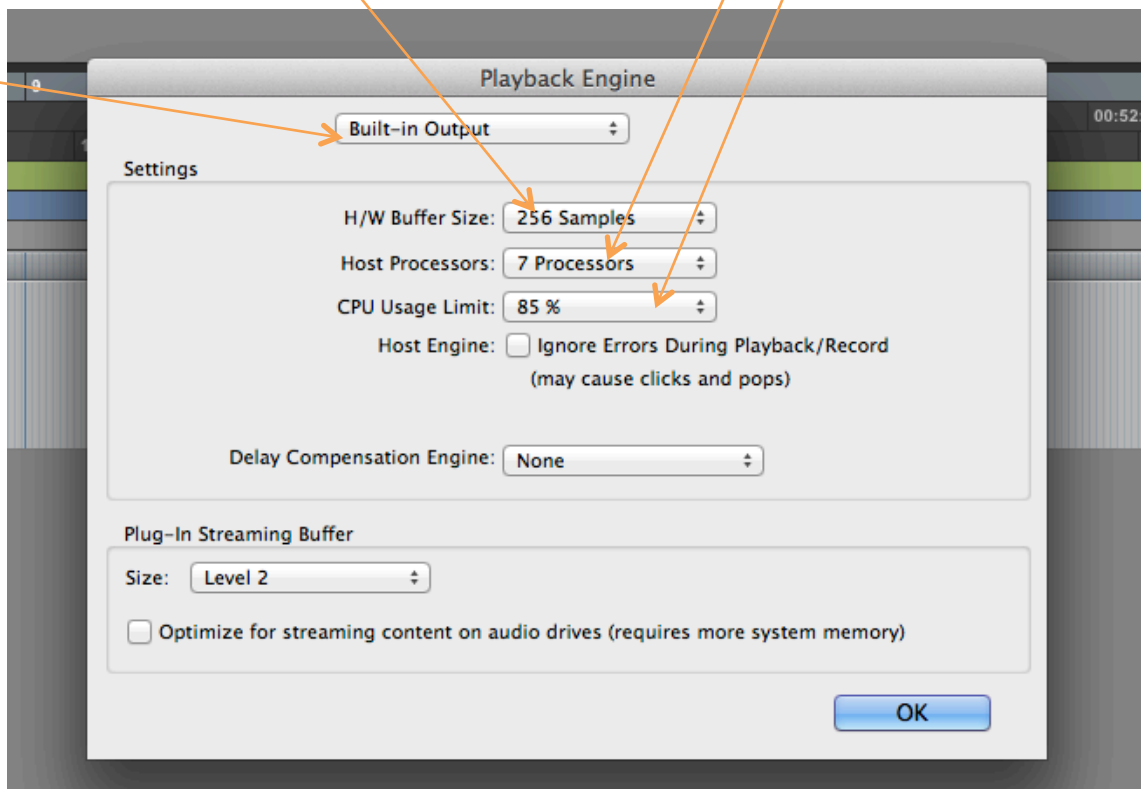 Playback Engine
9
00:52:
1
Built-in Output
Settings
H/W Buffer Size: 256 Samples
Host Processors: 7 Processors
CPU Usage Limit: 85 %
Host Engine: Ignore Errors During Playback/Record
(may cause clicks and pops)
Delay Compensation Engine: None
Plug-In Streaming Buffer
Size: Level 2
Optimize for streaming content on audio drives (requires more system memory)
OK